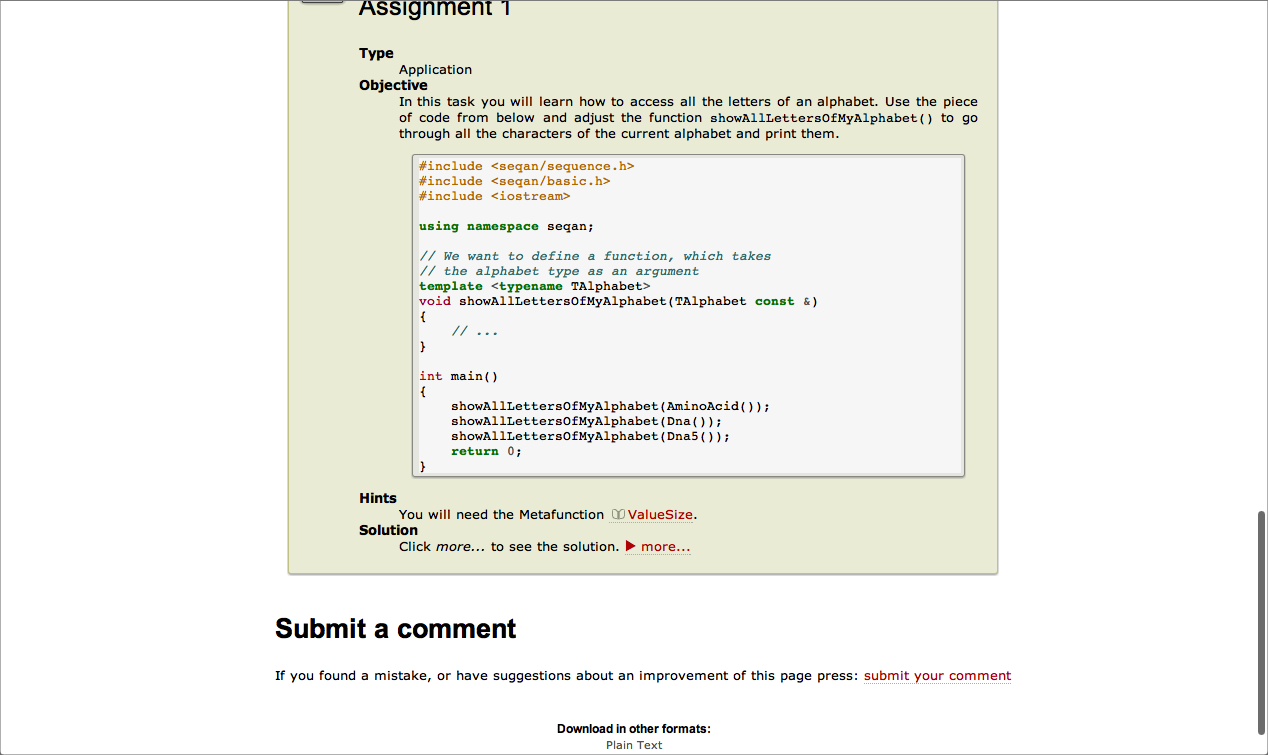 Assignment 1
Type
Application
Objective
In this task you will learn how to access all the letters of an alphabet. Use the piece
of code from below and adjust the function showAllLettersOfMyAlphabet() to go
through all the characters of the current alphabet and print them.
#include <seqan/sequence.h>
#include <seqan/basic.h>
#include <iostream>
using namespace seqan;
// We want to define a function, which takes
// the alphabet type as an argument
template <typename TAlphabet>
void showAllLettersOfMyAlphabet(TAlphabet const &)
{
    // ...
}
int main()
{
    showAllLettersOfMyAlphabet(AminoAcid());
    showAllLettersOfMyAlphabet(Dna());
    showAllLettersOfMyAlphabet(Dna5());
    return 0;
}
Hints
You will need the Metafunction ValueSize.
Solution
Click more... to see the solution. ▶ more...
Submit a comment
If you found a mistake, or have suggestions about an improvement of this page press: submit your comment
Download in other formats:
Plain Text